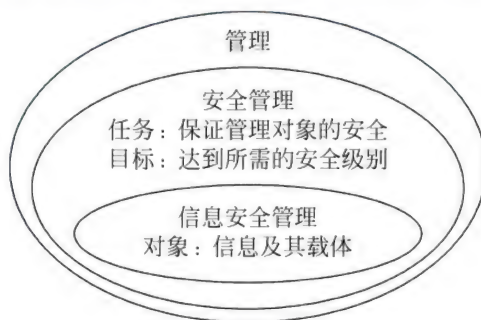 管理
安全管理
任务：保证管理对象的安全
目标：达到所需的安全级别
信息安全管理
对象：信息及其载体